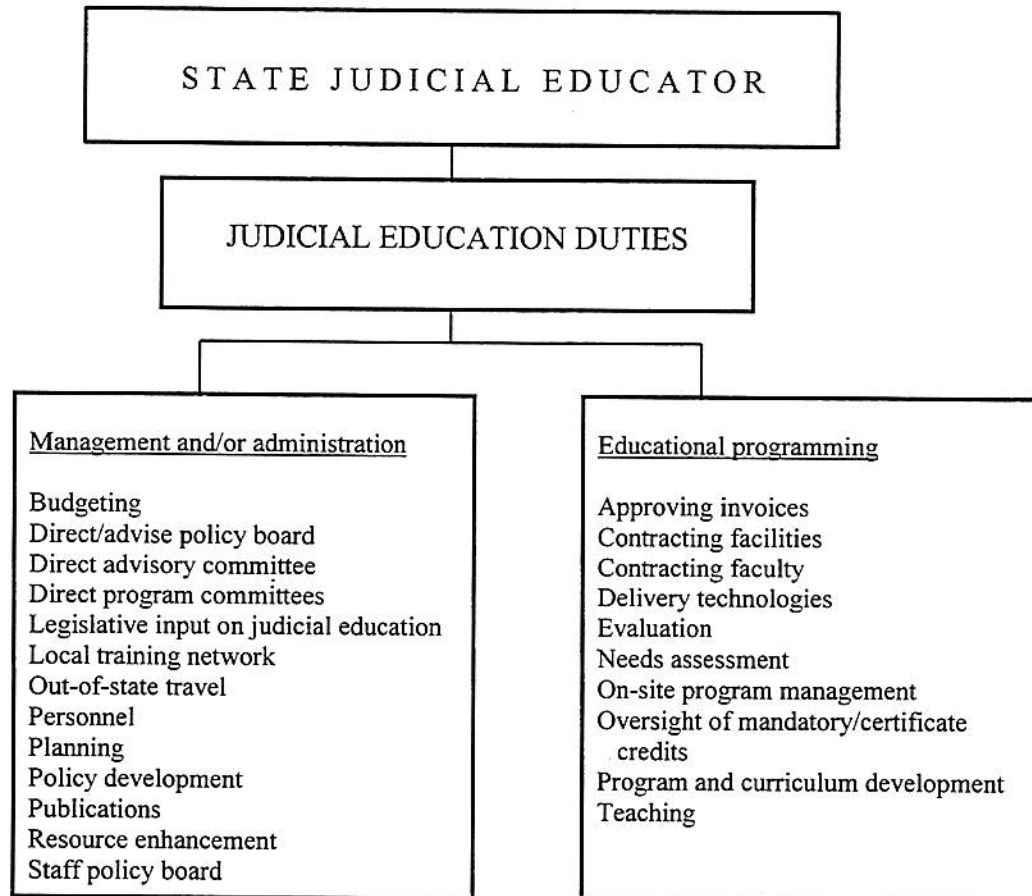 STATE JUDICIAL EDUCATOR
JUDICIAL EDUCATION DUTIES
Management and/or administration
Budgeting
Direct/advise policy board
Direct advisory committee
Direct program committees
Legislative input on judicial education
Local training network
Out-of-state travel
Personnel
Planning
Policy development
Publications
Resource enhancement
Staff policy board
Educational programming
Approving invoices
Contracting facilities
Contracting faculty
Delivery technologies
Evaluation
Needs assessment
On-site program management
Oversight of mandatory/certificate
credits
Program and curriculum development
Teaching